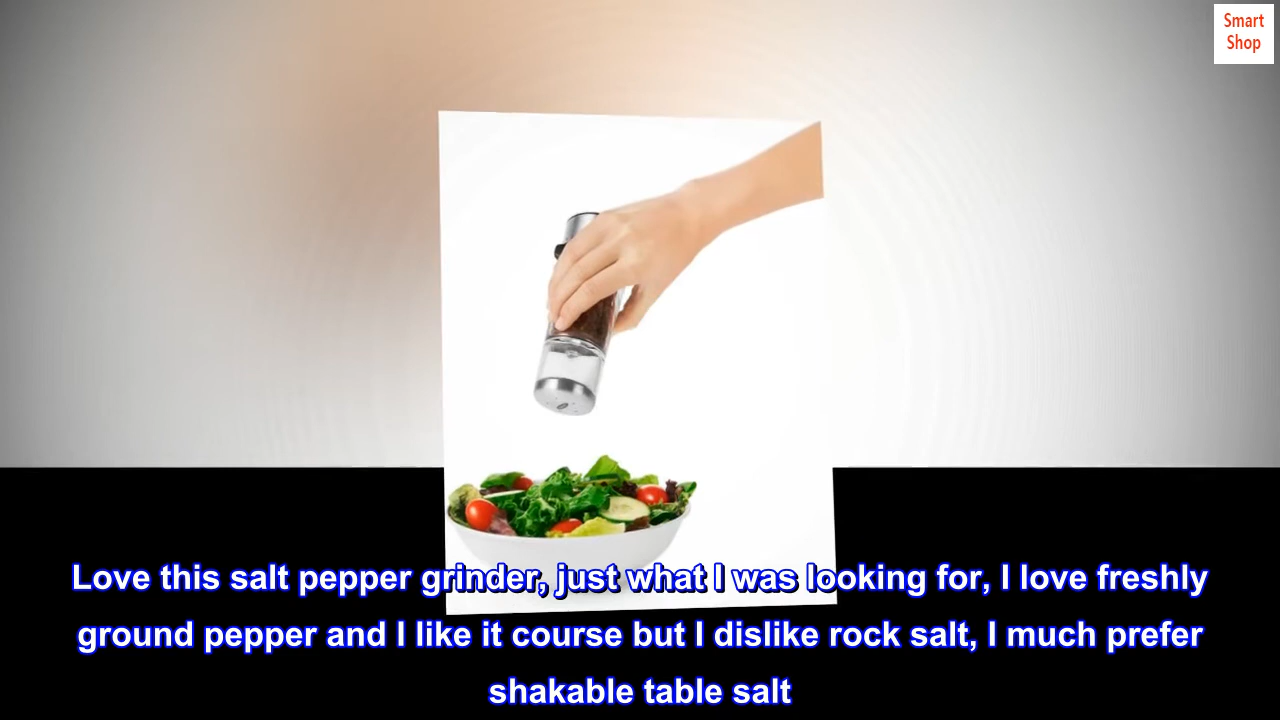 Smart
Shop
Love this salt pepper grinder, just what I was looking for, I love freshly
ground pepper and I like it course but I dislike rock salt, I much prefer
shakable table salt